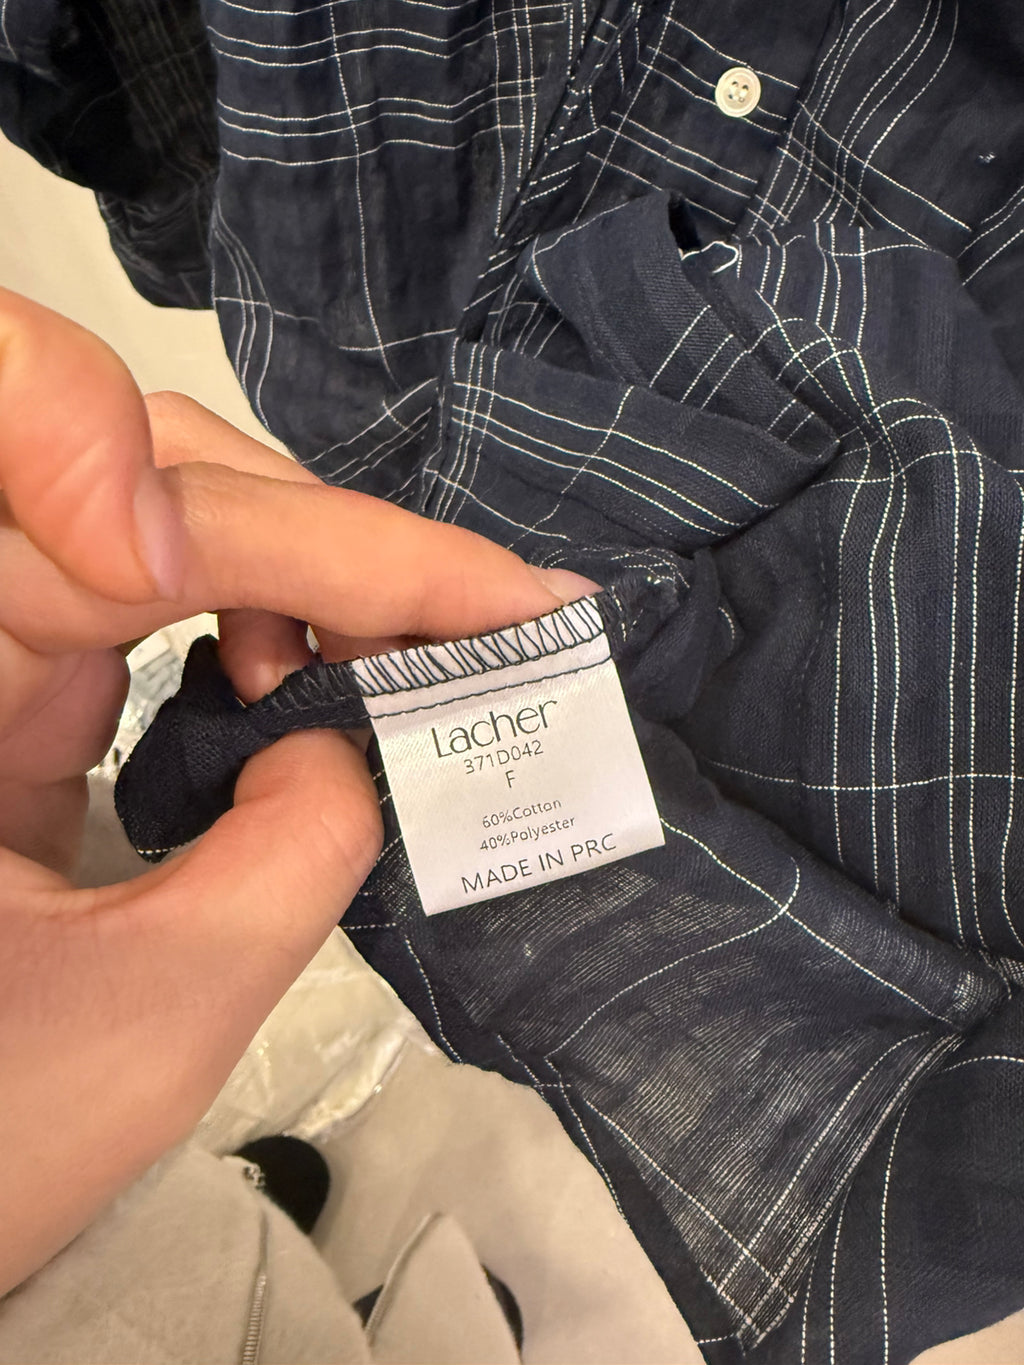 Lacher
371D042
F
60%Cotton
40%Polyester
MADE IN PRC